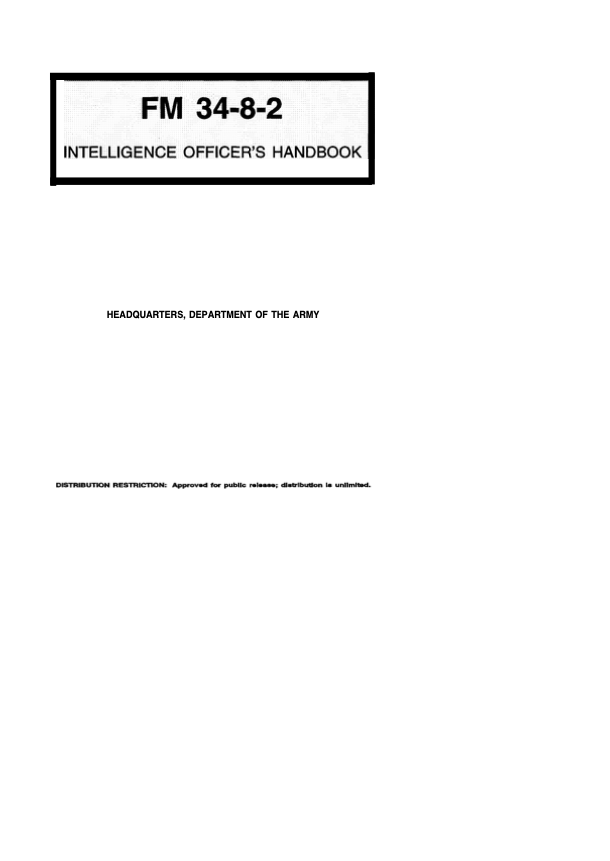 FM 34-8-2
INTELLIGENCE OFFICER'S HANDBOOK
HEADQUARTERS, DEPARTMENT OF THE ARMY
DISTRIBUTION RESTRICTION: Approved for public release; distribution is unlimited.